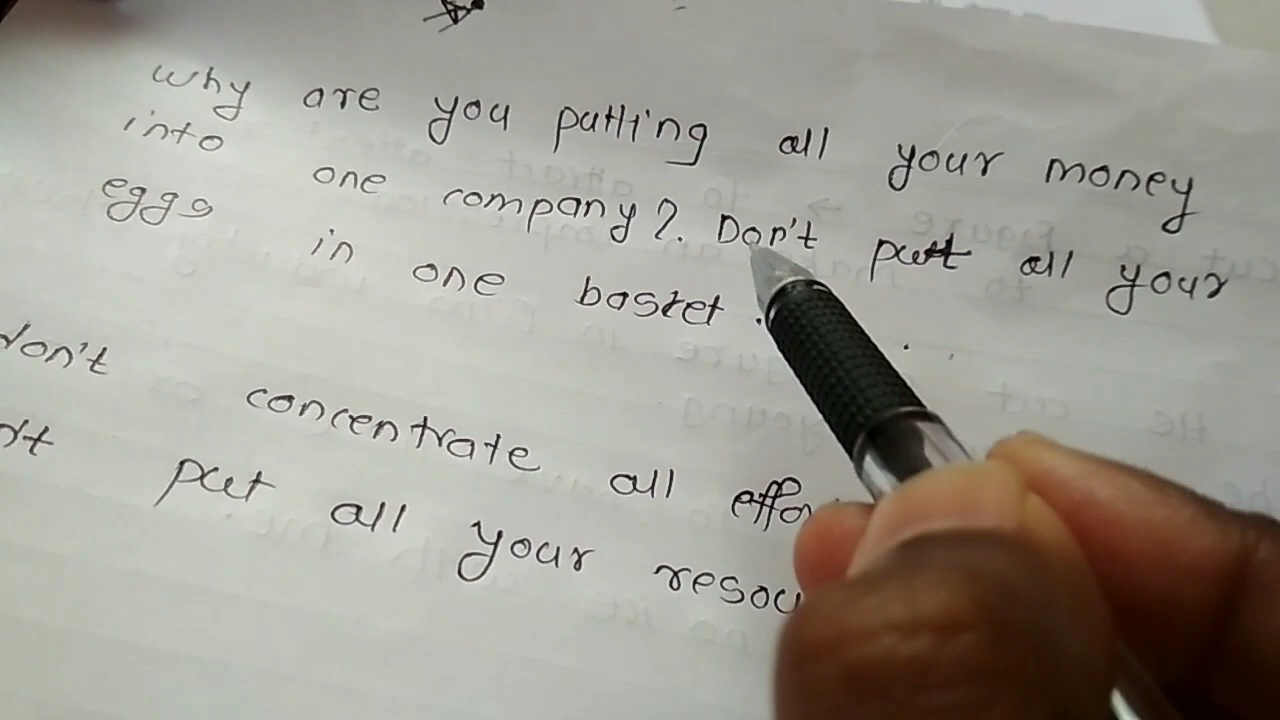 why are you putting all your money
into one company?. Don't put all your
eggs in one basket.
don't concentrate all
put all your